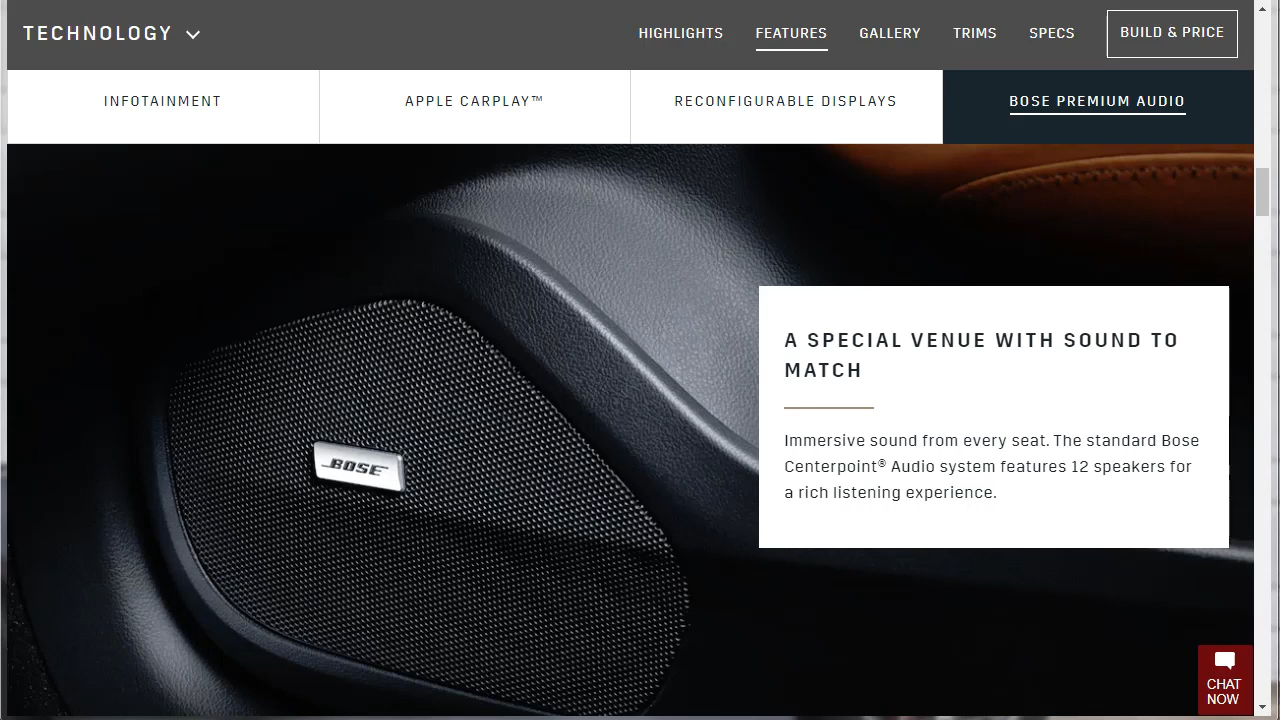 TECHNOLOGY
HIGHLIGHTS
FEATURES
GALLERY
TRIMS
SPECS
BUILD & PRICE
INFOTAINMENT
APPLE CARPLAY™
RECONFIGURABLE DISPLAYS
BOSE PREMIUM AUDIO
BOSE
A SPECIAL VENUE WITH SOUND TO
MATCH
Immersive sound from every seat. The standard Bose
Centerpoint® Audio system features 12 speakers for
a rich listening experience.
CHAT
NOW